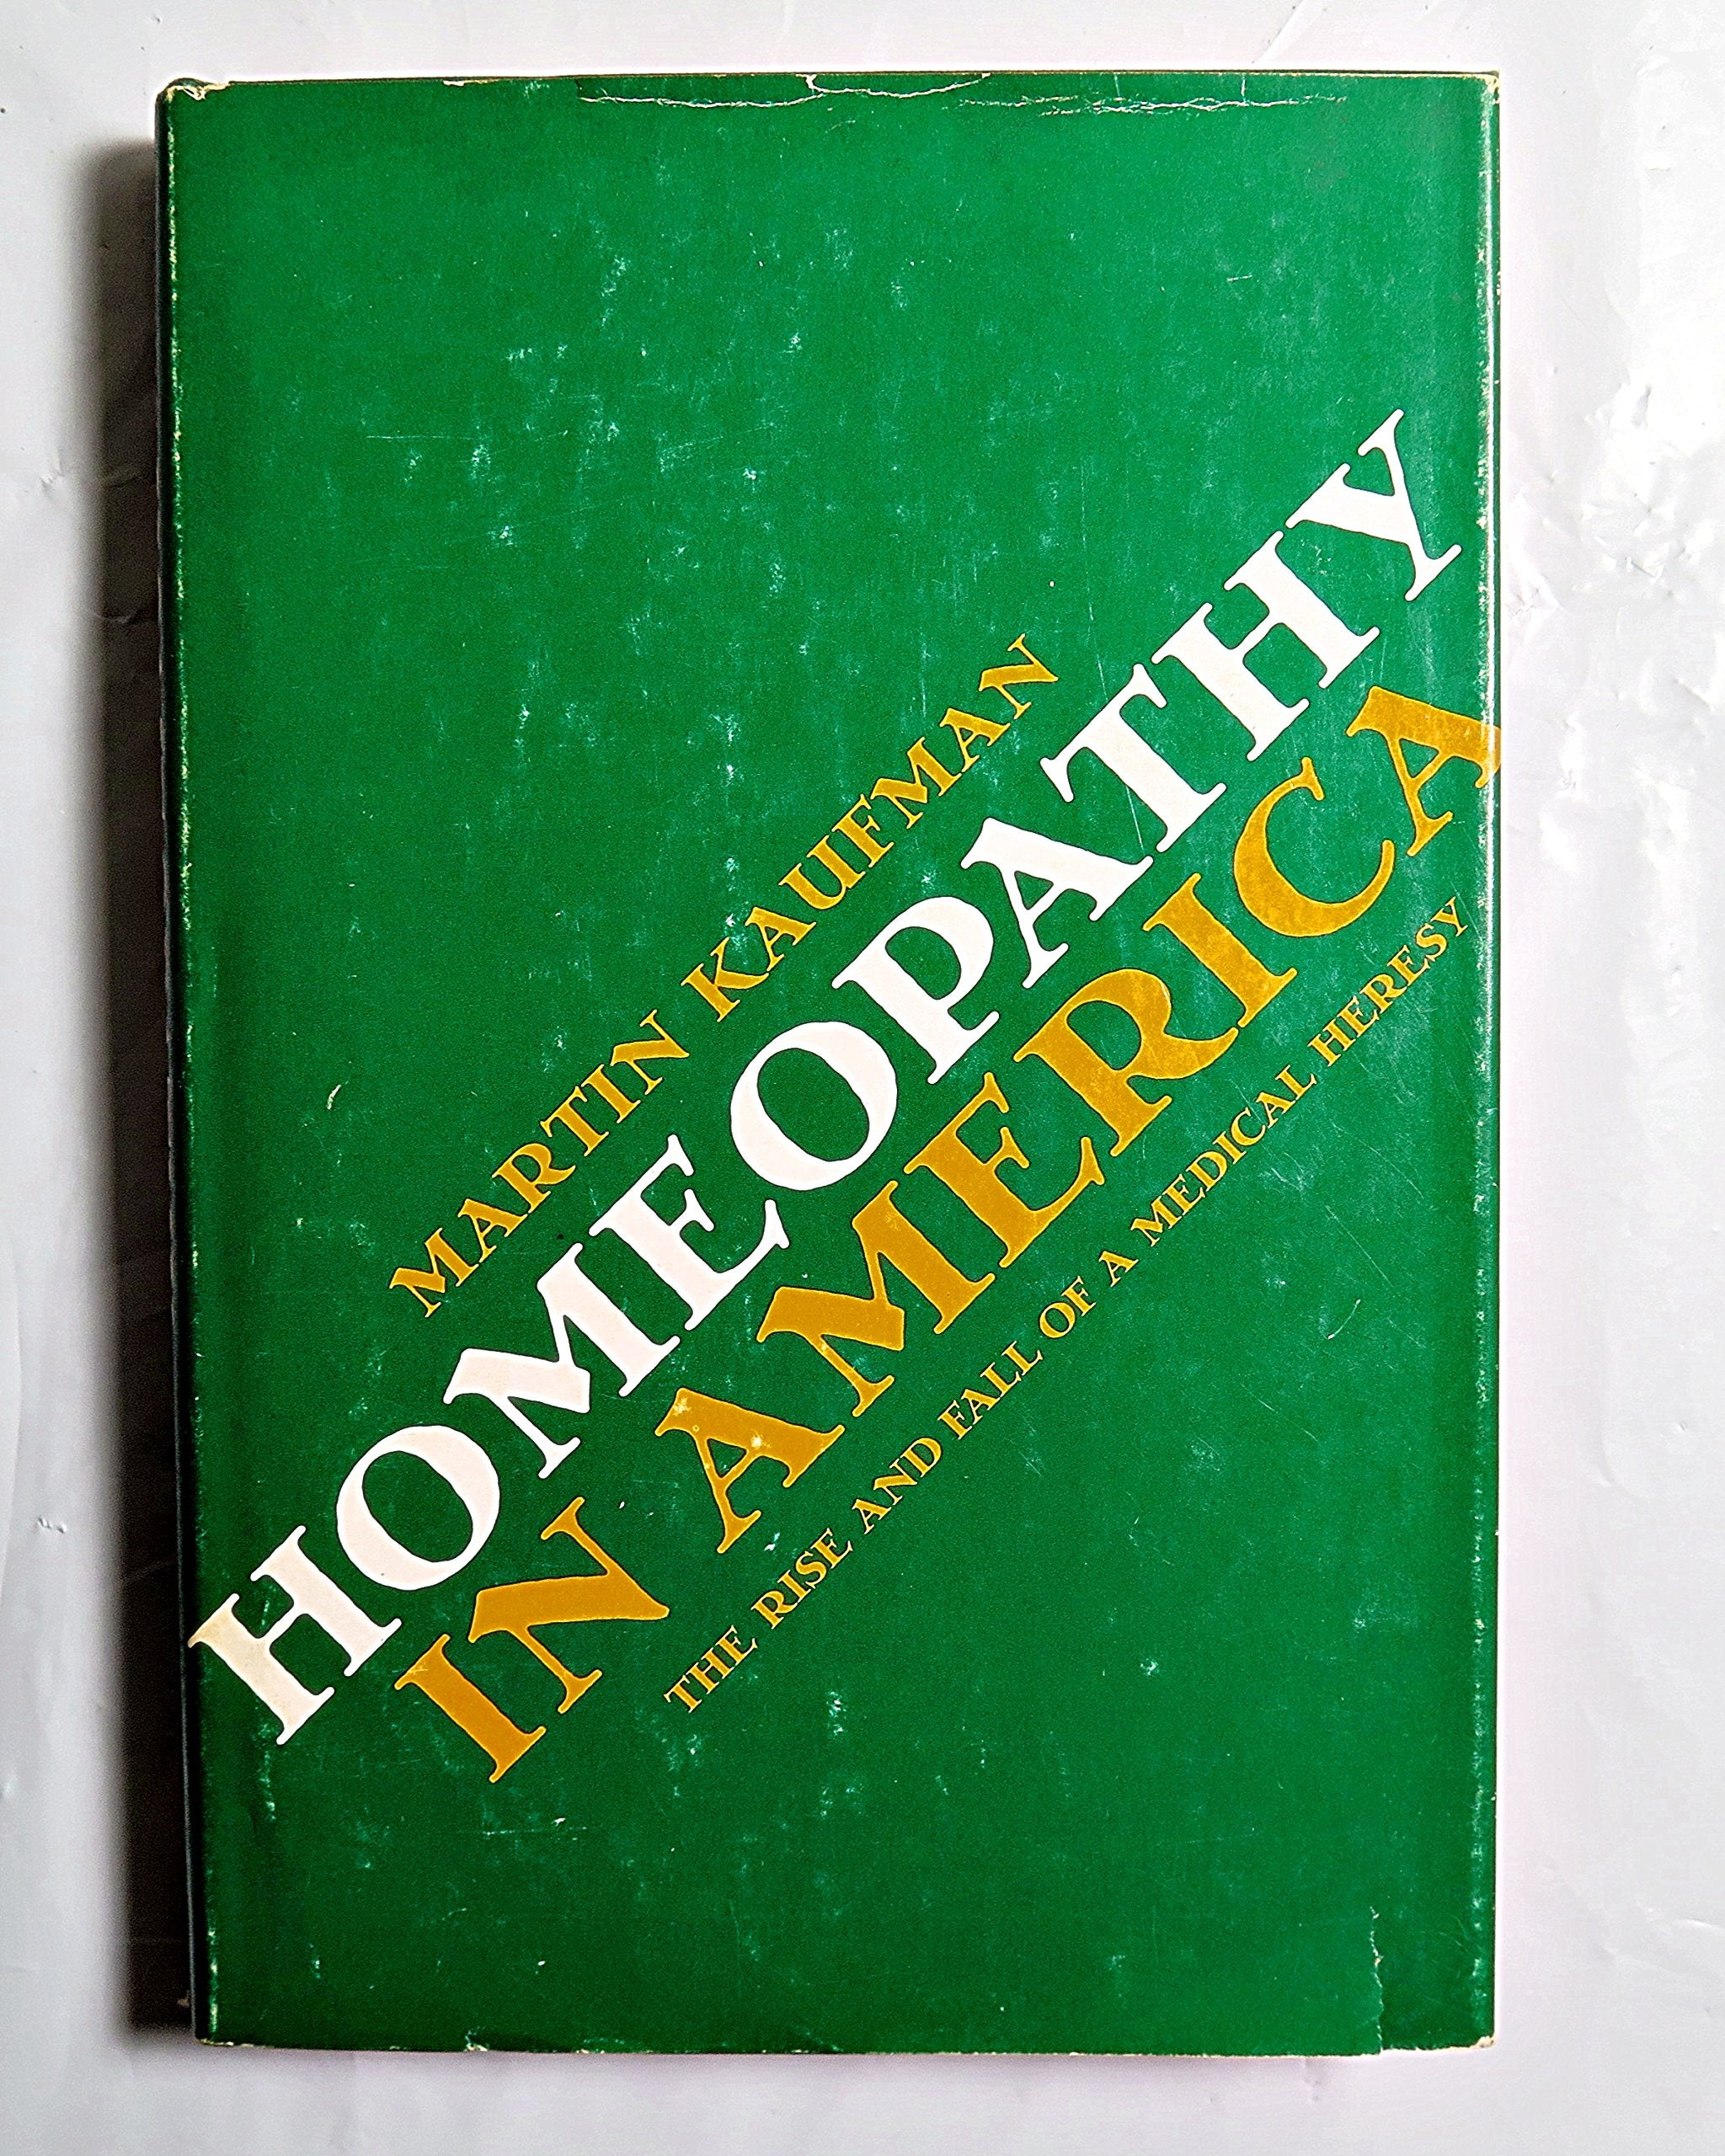 MARTIN KAUFMAN
HOMEOPATHY
IN AMERICA
THE RISE AND FALL OF A MEDICAL HERESY